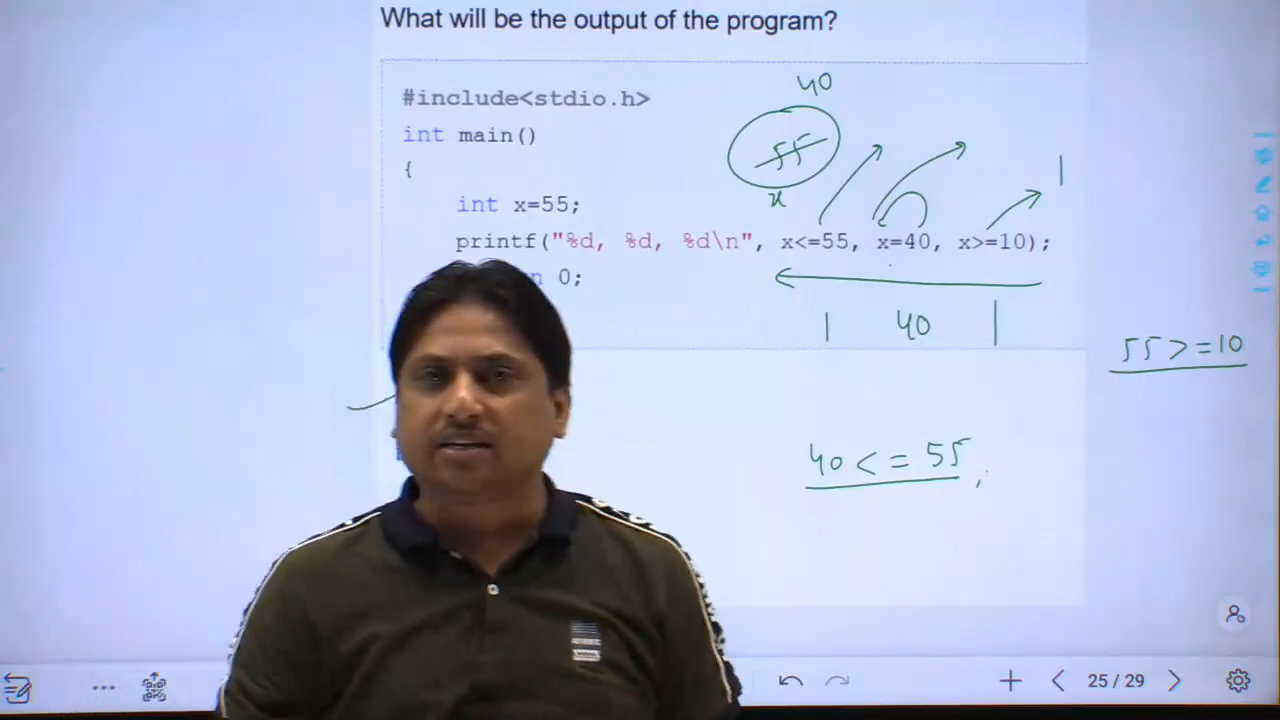 What will be the output of the program?
40
#include<stdio.h>
int main()
55
{
x
1
int x=55;
printf("%d, %d, %d\n", x<=55, x=40, x>=10);
n 0;
1 40 1
55>=10
40<=55,
25/29